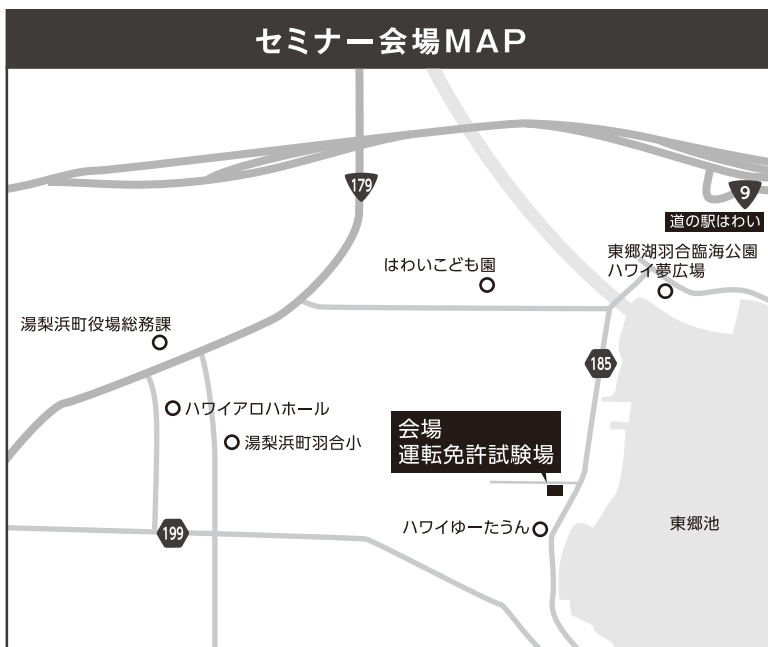 セミナー会場MAP
179
9
道の駅はわい
東郷湖羽合臨海公園
ハワイ夢広場
はわいこども園
湯梨浜町役場総務課
185
ハワイアロハホール
湯梨浜町羽合小
会場
運転免許試験場
199
ハワイゆーたうん
東郷池